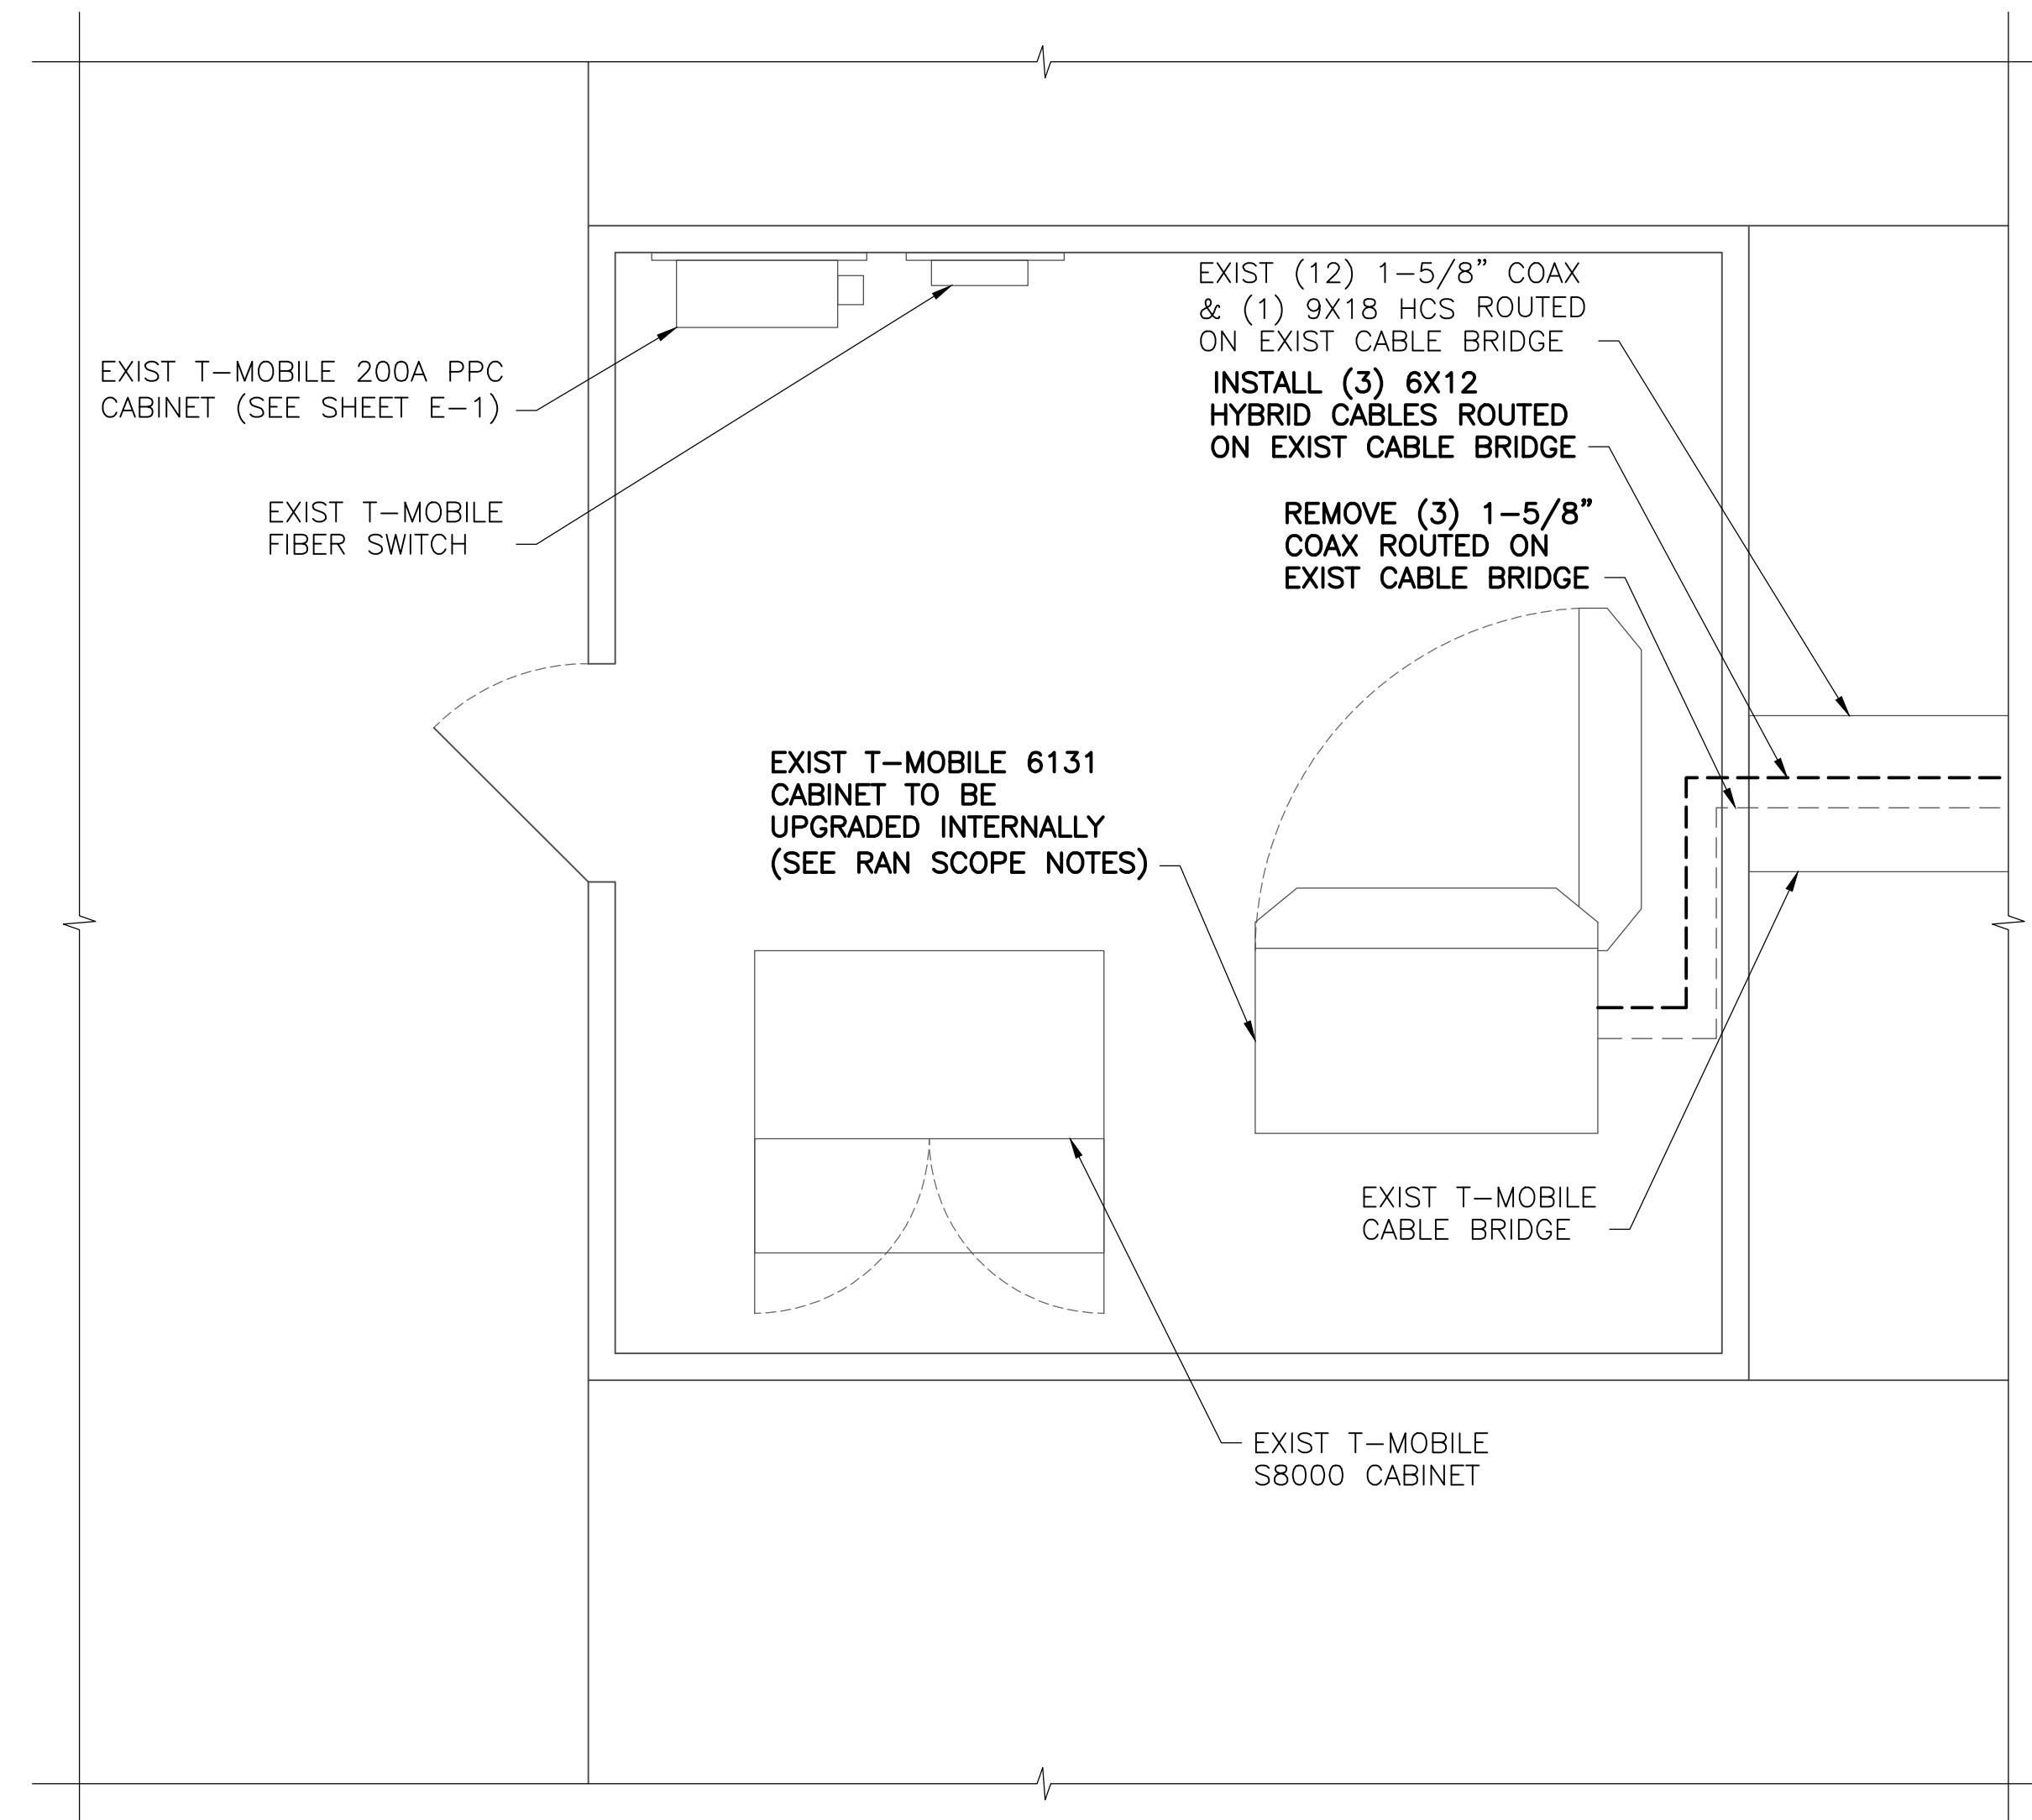 EXIST (12) 1-5/8" COAX
& (1) 9X18 HCS ROUTED
ON EXIST CABLE BRIDGE
EXIST T-MOBILE 200A PPC
CABINET (SEE SHEET E-1)
INSTALL (3) 6X12
HYBRID CABLES ROUTED
ON EXIST CABLE BRIDGE
EXIST T-MOBILE
FIBER SWITCH
REMOVE (3) 1-5/8"
COAX ROUTED ON
EXIST CABLE BRIDGE
EXIST T-MOBILE 6131
CABINET TO BE
UPGRADED INTERNALLY
(SEE RAN SCOPE NOTES)
EXIST T-MOBILE
CABLE BRIDGE
EXIST T-MOBILE
S8000 CABINET